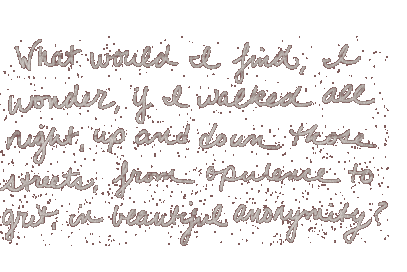 What would I find, I
wonder, if I walked all
night, up and down those
streets, from opulence to
grit, in beautiful anonymity?